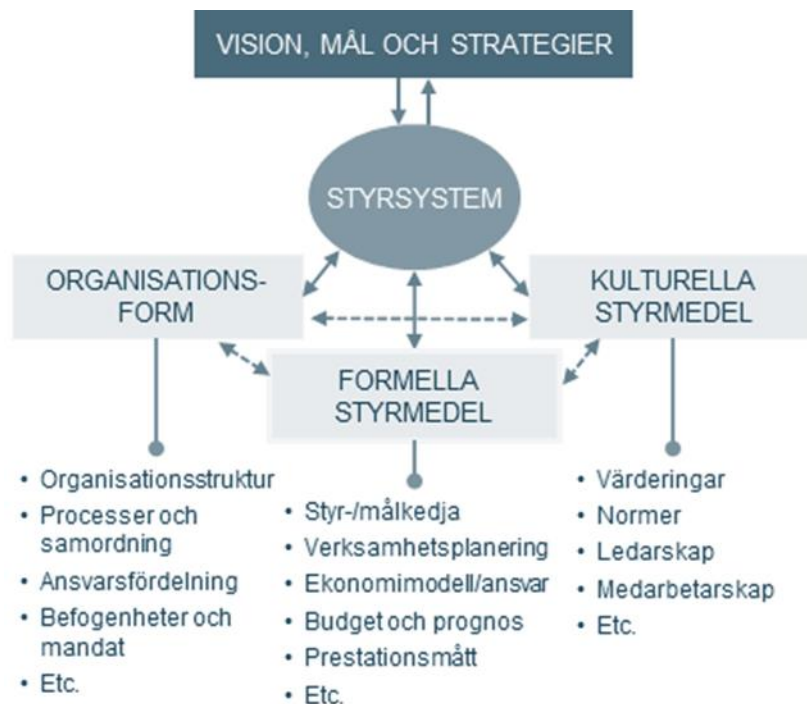 VISION, MÅL OCH STRATEGIER
STYRSYSTEM
ORGANISATIONS-
FORM
KULTURELLA
STYRMEDEL
FORMELLA
STYRMEDEL
• Organisationsstruktur
• Processer och
samordning
• Ansvarsfördelning
• Befogenheter och
mandat
• Etc.
• Styr-/målkedja
• Verksamhetsplanering
• Ekonomimodell/ansvar
• Budget och prognos
• Prestationsmått
• Etc.
• Värderingar
• Normer
• Ledarskap
• Medarbetarskap
• Etc.